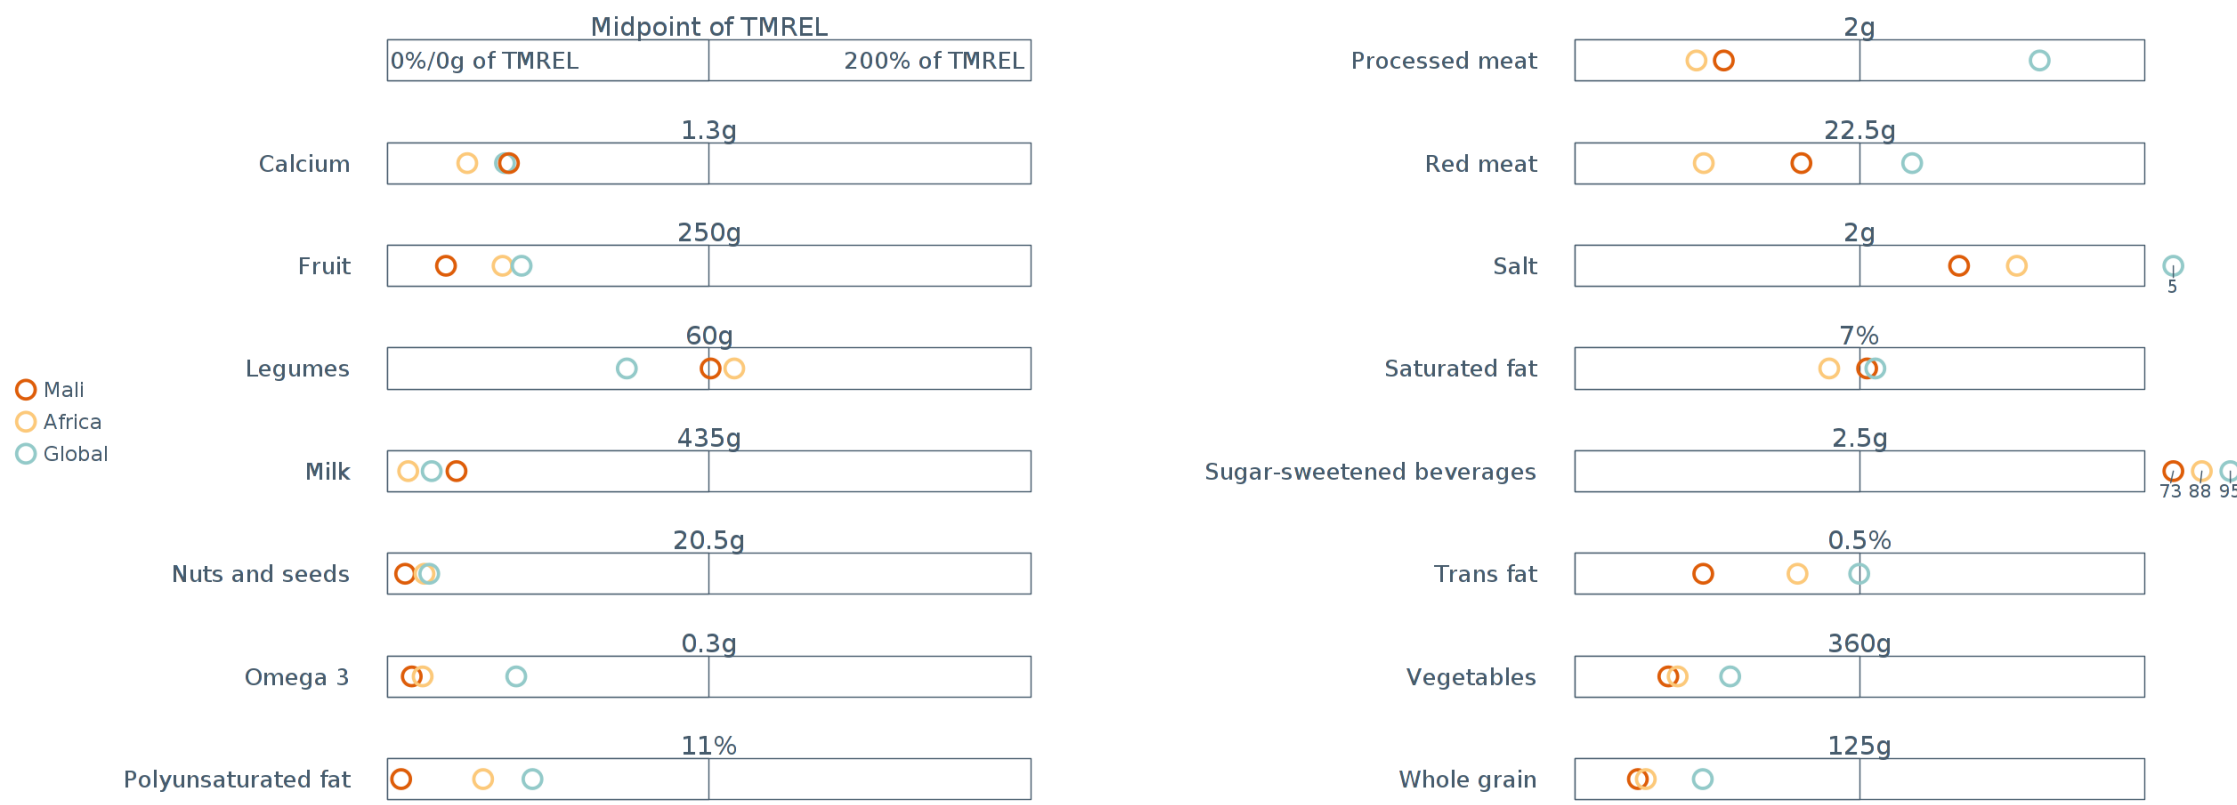 Midpoint of TMREL
0%/0g of TMREL
200% of TMREL
1.3g
Calcium
250g
Fruit
60g
Legumes
435g
Milk
20.5g
Nuts and seeds
0.3g
Omega 3
11%
Polyunsaturated fat
Mali
Africa
Global
2g
Processed meat
22.5g
Red meat
2g
Salt
5
7%
Saturated fat
2.5g
Sugar-sweetened beverages
73 88 95
0.5%
Trans fat
360g
Vegetables
125g
Whole grain